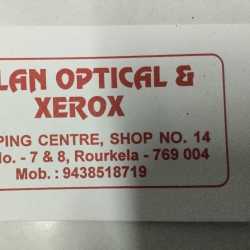 LAN OPTICAL &
XEROX
PING CENTRE, SHOP NO. 14
No. - 7 & 8, Rourkela - 769 004
Mob. : 9438518719